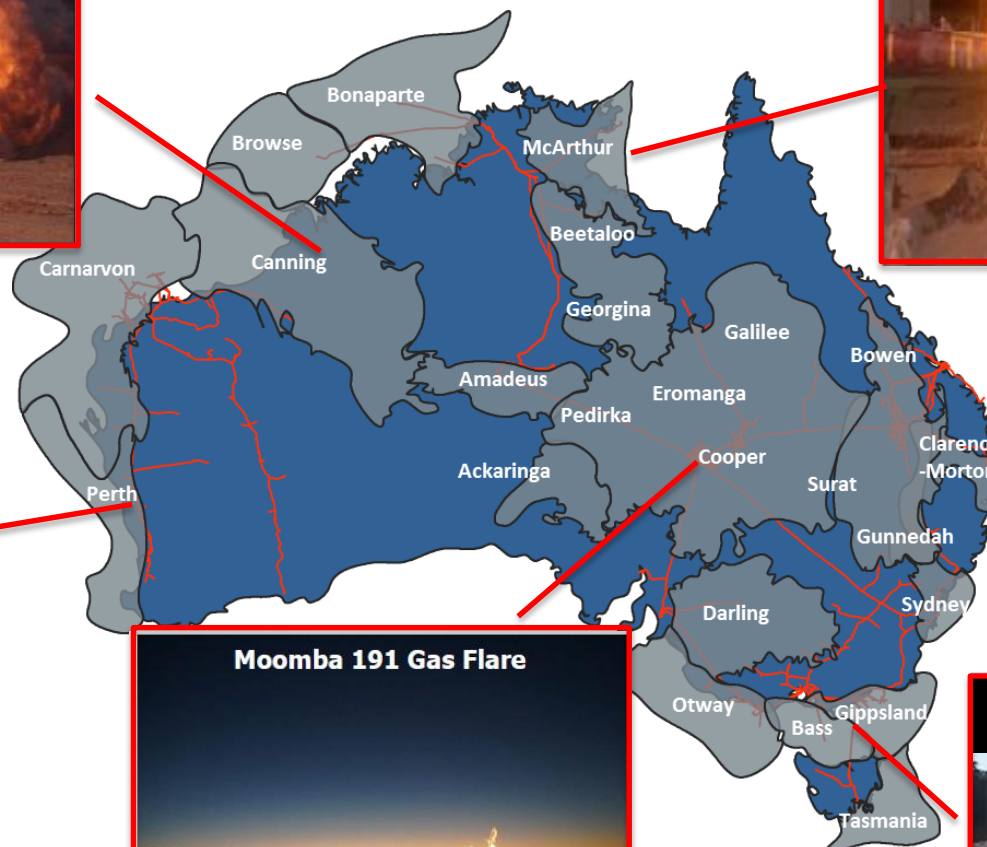 Bonaparte
Browse
McArthur
Beetaloo
Carnarvon
Canning
Georgina
Galilee
Bowen
Amadeus
Eromanga
Pedirka
Clarenc
-Morton
Cooper
Ackaringa
Surat
Perth
Gunnedah
Sydney
Darling
Moomba 191 Gas Flare
Otway
Gippsland
Bass
Tasmania